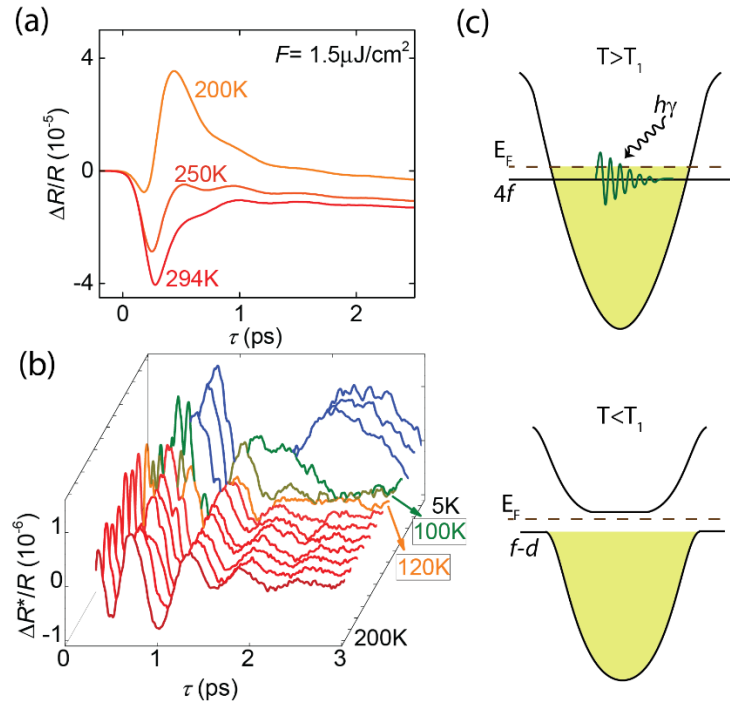 (a)
F= 1.5μJ/cm²
200K
250K
294K
ΔR/R (10⁻⁵)
4
0
-4
0
1
2
τ (ps)
(b)
ΔR*/R (10⁻⁶)
1
0
-1
5K
100K
120K
200K
0
1
2
3
τ (ps)
(c)
T>T₁
hγ
E_F
4f
T<T₁
E_F
f-d